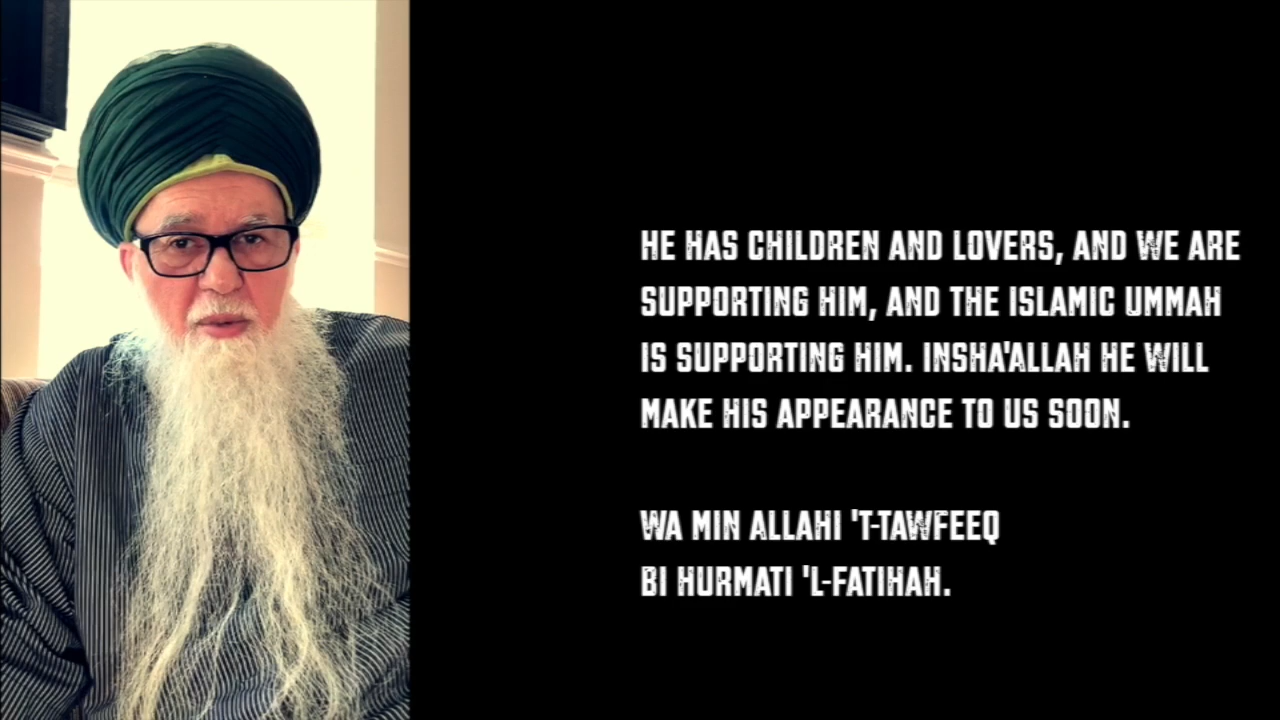 HE HAS CHILDREN AND LOVERS, AND WE ARE
SUPPORTING HIM, AND THE ISLAMIC UMMAH
IS SUPPORTING HIM. INSHA'ALLAH HE WILL
MAKE HIS APPEARANCE TO US SOON.
WA MIN ALLAHI 'T-TAWFEEQ
BI HURMATI 'L-FATIHAH.